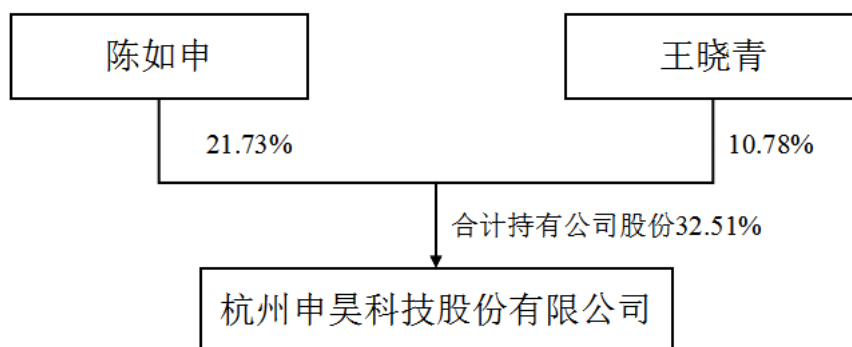 陈如申
王晓青
21.73%
10.78%
合计持有公司股份32.51%
杭州申昊科技股份有限公司